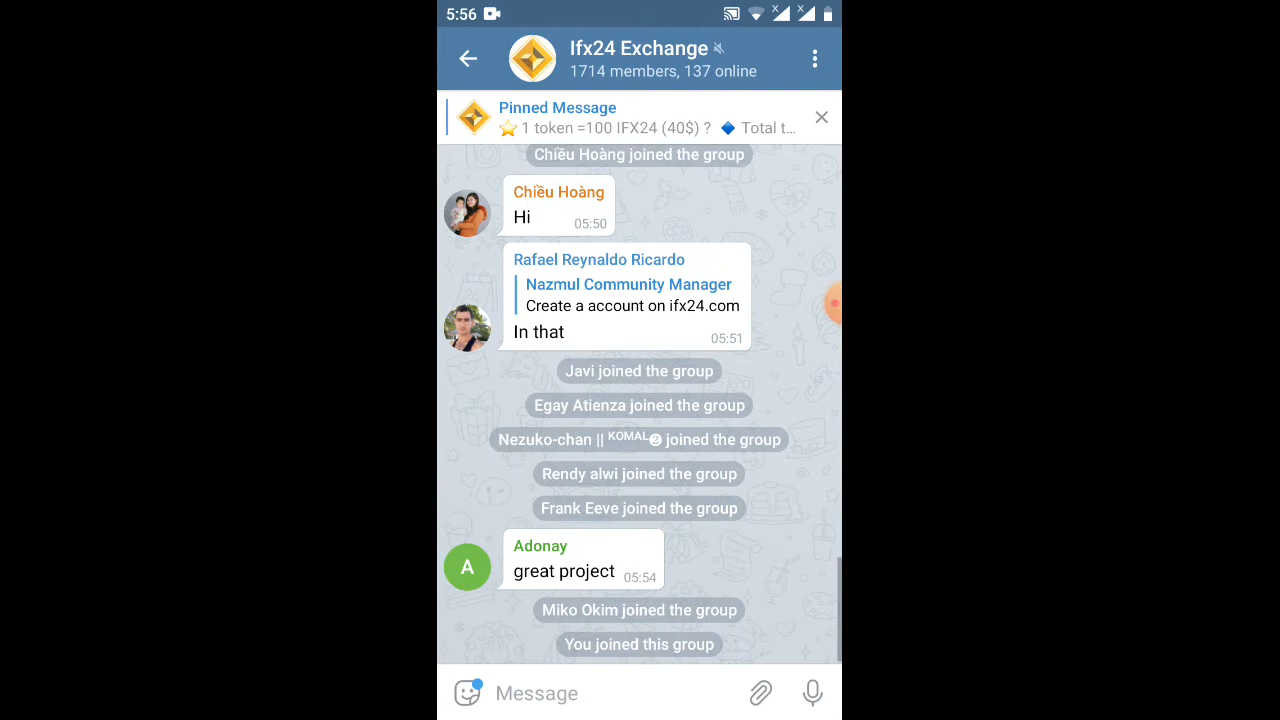 5:56
Ifx24 Exchange
1714 members, 137 online
Pinned Message
⭐ 1 token =100 IFX24 (40$) ? 🔷 Total t...
Chiều Hoàng joined the group
Chiều Hoàng
Hi 05:50
Rafael Reynaldo Ricardo
Nazmul Community Manager
Create a account on ifx24.com
In that 05:51
Javi joined the group
Egay Atienza joined the group
Nezuko-chan || ᴷᴼᴹᴬᴸ❷ joined the group
Rendy alwi joined the group
Frank Eeve joined the group
A
Adonay
great project 05:54
Miko Okim joined the group
You joined this group
Message